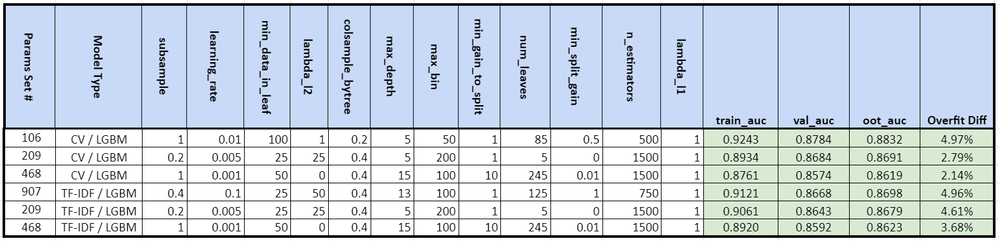 Params Set # Model Type subsample learning_rate min_data_in_leaf lambda_l2 colsample_bytree max_depth max_bin min_gain_to_split num_leaves min_split_gain n_estimators lambda_l1 train_auc val_auc oot_auc Overfit Diff
106 CV / LGBM 1 0.01 100 1 0.2 5 50 1 85 0.5 500 1 0.9243 0.8784 0.8832 4.97%
209 CV / LGBM 0.2 0.005 25 25 0.4 5 200 1 5 0 1500 1 0.8934 0.8684 0.8691 2.79%
468 CV / LGBM 1 0.001 50 0 0.4 15 100 10 245 0.01 1500 1 0.8761 0.8574 0.8619 2.14%
907 TF-IDF / LGBM 0.4 0.1 25 50 0.4 13 100 1 125 1 750 1 0.9121 0.8668 0.8698 4.96%
209 TF-IDF / LGBM 0.2 0.005 25 25 0.4 5 200 1 5 0 1500 1 0.9061 0.8643 0.8679 4.61%
468 TF-IDF / LGBM 1 0.001 50 0 0.4 15 100 10 245 0.01 1500 1 0.8920 0.8592 0.8623 3.68%